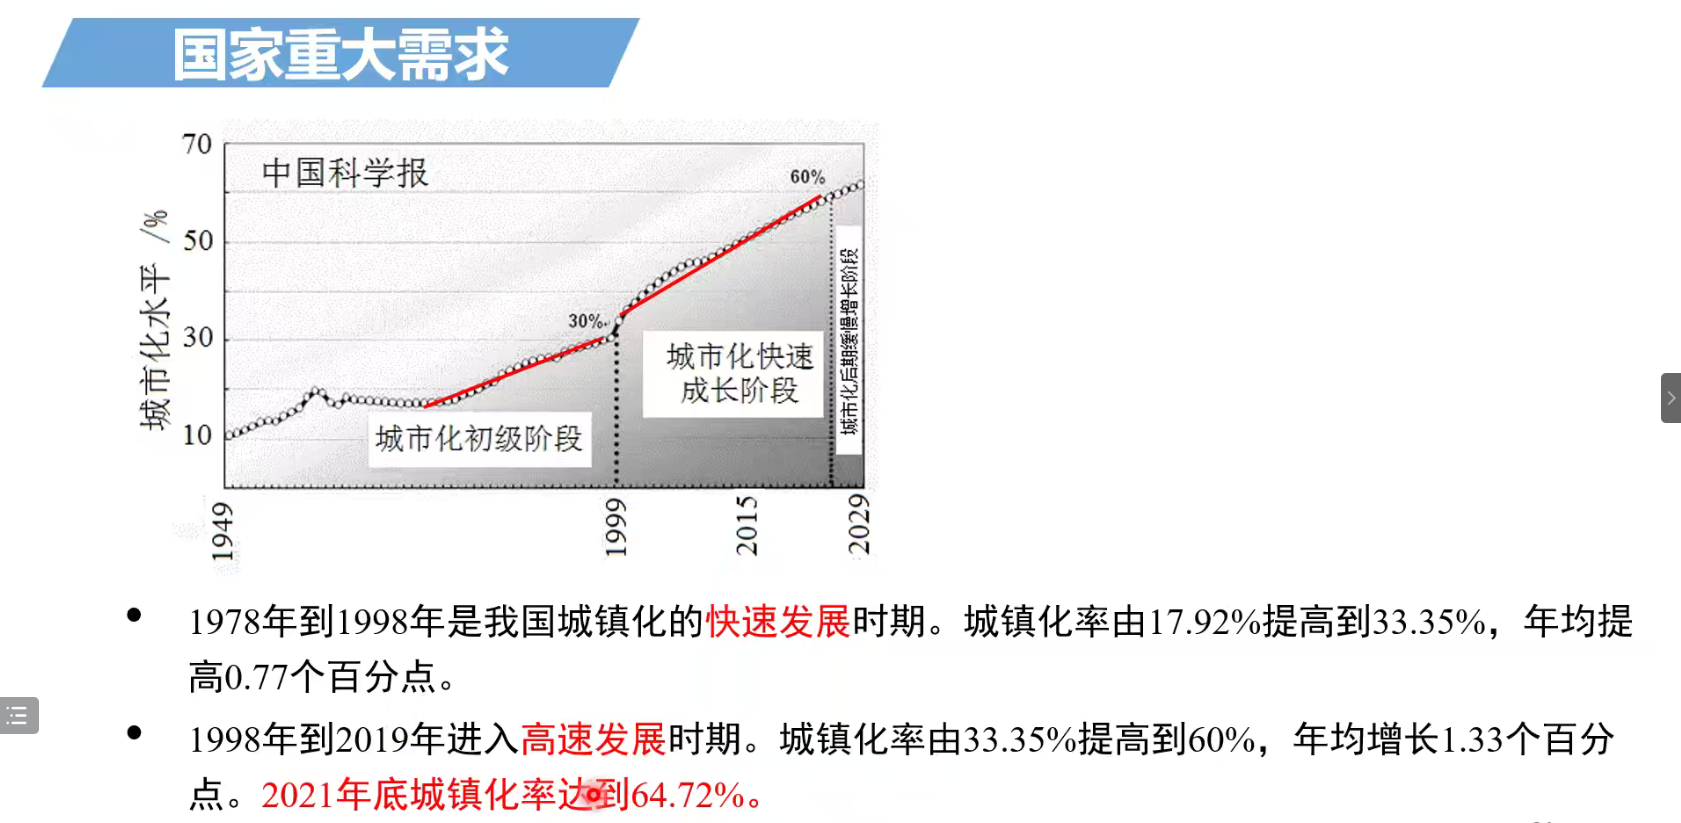 国家重大需求
70
中国科学报
60%
城市化水平 /%
50
30%
30
城市化快速
成长阶段
城市化后期缓慢增长阶段
10
城市化初级阶段
1949
1999
2015
2029
• 1978年到1998年是我国城镇化的快速发展时期。城镇化率由17.92%提高到33.35%，年均提
高0.77个百分点。
• 1998年到2019年进入高速发展时期。城镇化率由33.35%提高到60%，年均增长1.33个百分
点。2021年底城镇化率达到64.72%。